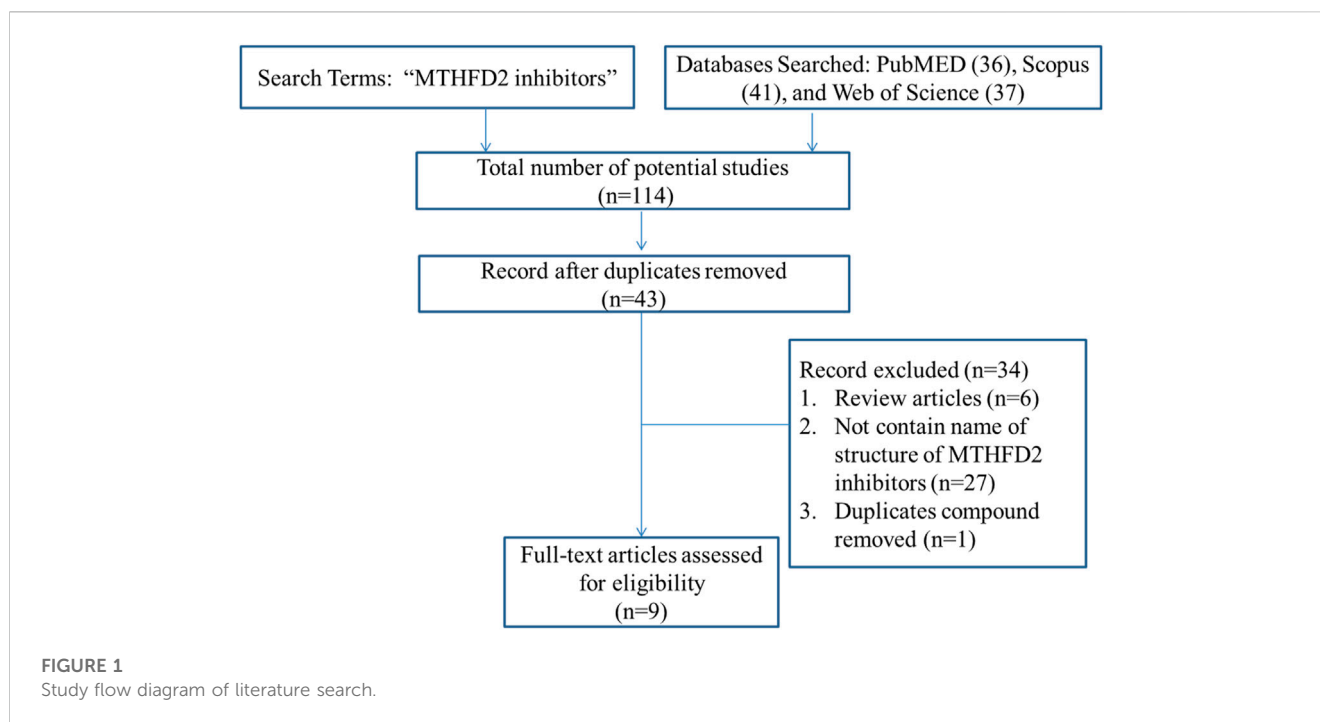 Search Terms: “MTHFD2 inhibitors”
Databases Searched: PubMED (36), Scopus
(41), and Web of Science (37)
Total number of potential studies
(n=114)
Record after duplicates removed
(n=43)
Record excluded (n=34)
1. Review articles (n=6)
2. Not contain name of
structure of MTHFD2
inhibitors (n=27)
3. Duplicates compound
removed (n=1)
Full-text articles assessed
for eligibility
(n=9)
FIGURE 1
Study flow diagram of literature search.